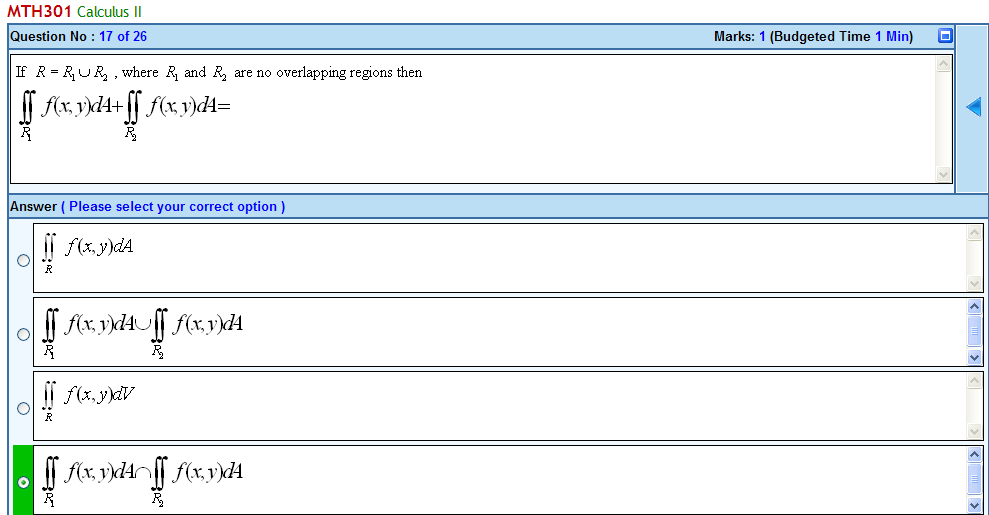 MTH301 Calculus II
Question No : 17 of 26 Marks: 1 (Budgeted Time 1 Min)
If R = R₁ ∪ R₂ , where R₁ and R₂ are no overlapping regions then
∬_{R₁} f(x, y)dA + ∬_{R₂} f(x, y)dA =
Answer ( Please select your correct option )
∬_R f(x, y)dA
∬_{R₁} f(x, y)dA ∪ ∬_{R₂} f(x, y)dA
∬_R f(x, y)dV
∬_{R₁} f(x, y)dA ∩ ∬_{R₂} f(x, y)dA